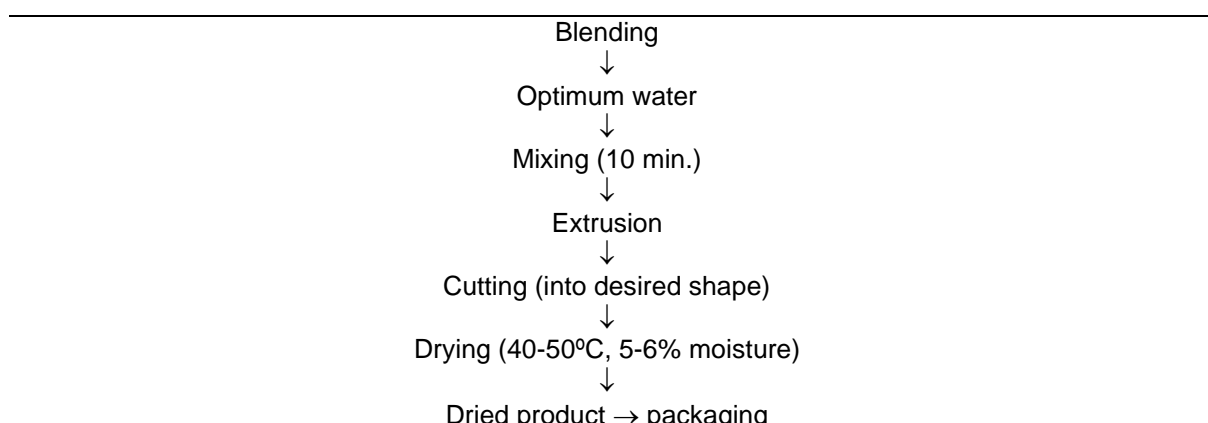 Blending
↓
Optimum water
↓
Mixing (10 min.)
↓
Extrusion
↓
Cutting (into desired shape)
↓
Drying (40-50ºC, 5-6% moisture)
↓
Dried product → packaging